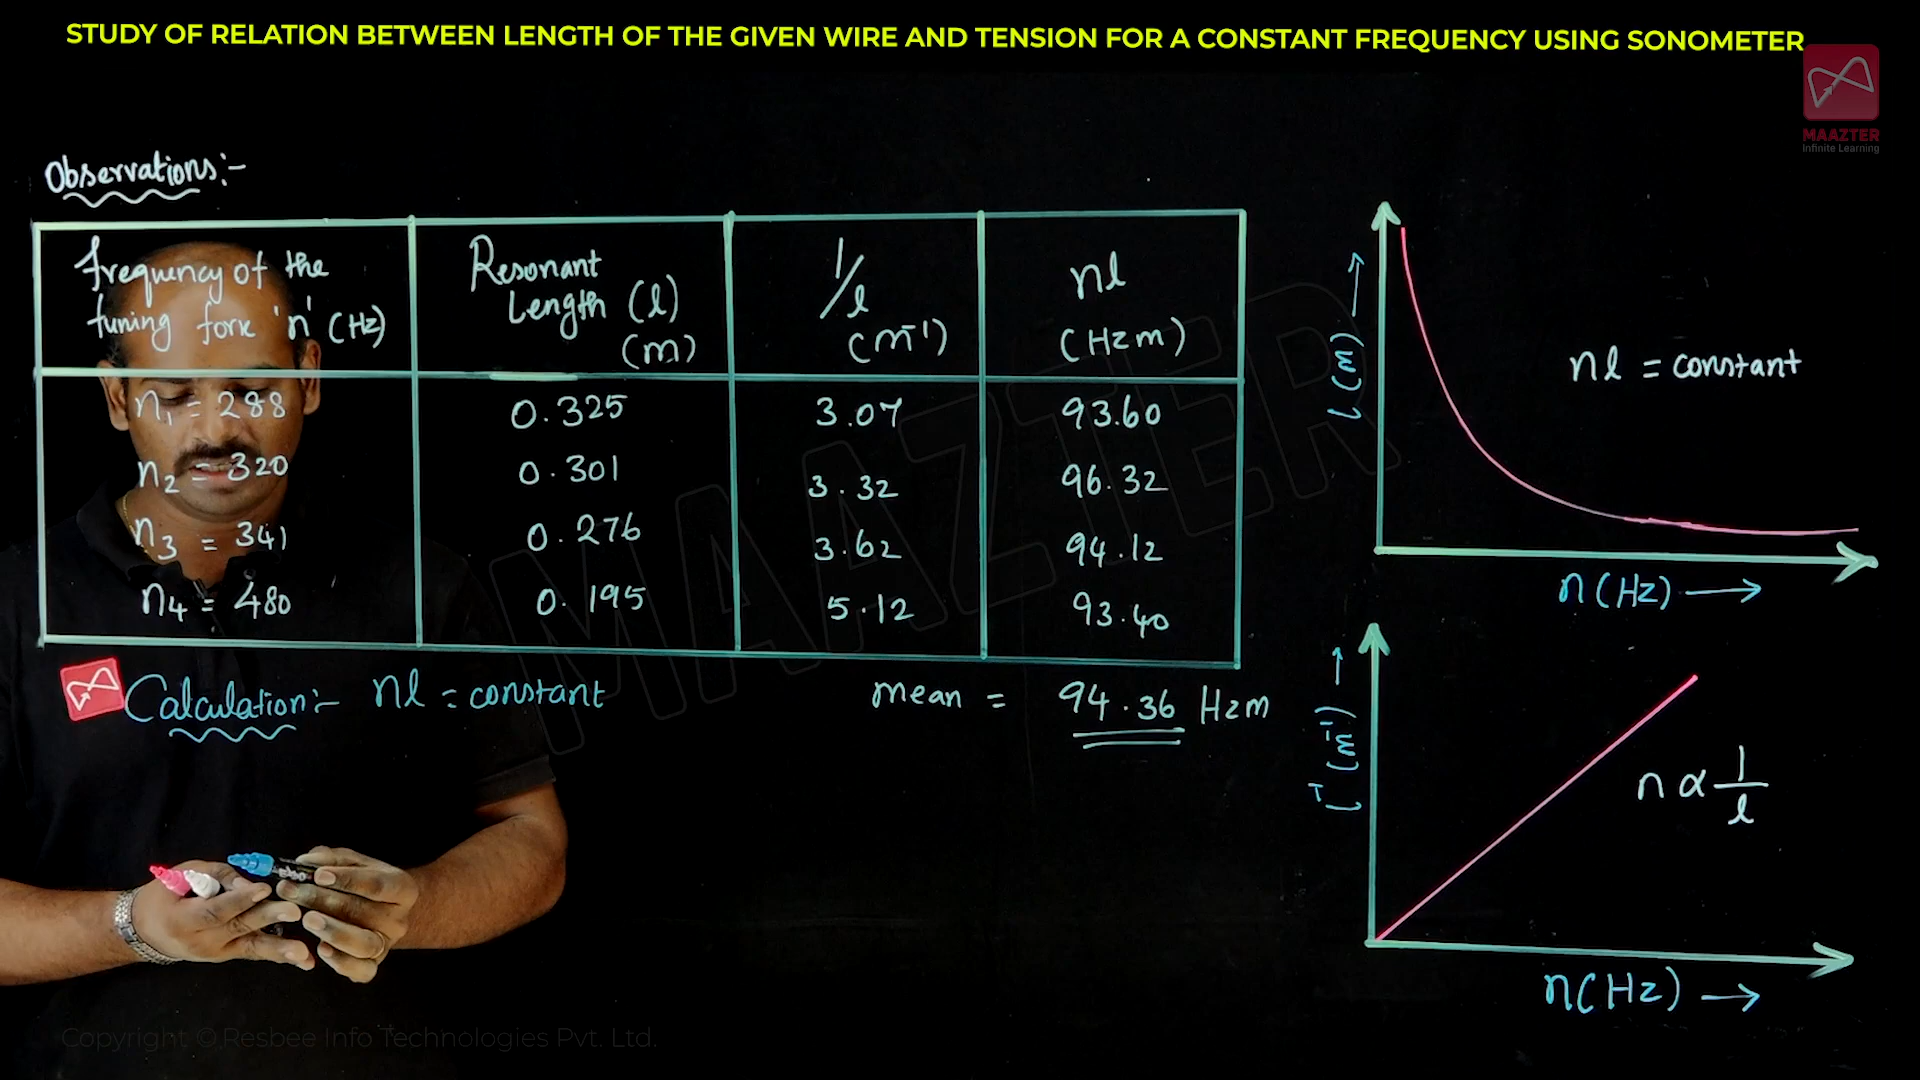 STUDY OF RELATION BETWEEN LENGTH OF THE GIVEN WIRE AND TENSION FOR A CONSTANT FREQUENCY USING SONOMETER
MAAZTER
Infinite Learning
Observations:-
Frequency of the
tuning fork 'n' (Hz)
Resonant
Length (l)
(m)
1/l
(m⁻¹)
nl
(Hzm)
n₁ = 288
0.325
3.07
93.60
n₂ = 320
0.301
3.32
96.32
n₃ = 341
0.276
3.62
94.12
n₄ = 480
0.195
5.12
93.40
Calculation:- nl = constant
mean = 94.36 Hzm
l (m)
nl = constant
n (Hz)
l⁻¹ (m⁻¹)
n ∝ 1/l
n (Hz)
MAAZTER
Copyright © Resbee Info Technologies Pvt. Ltd.